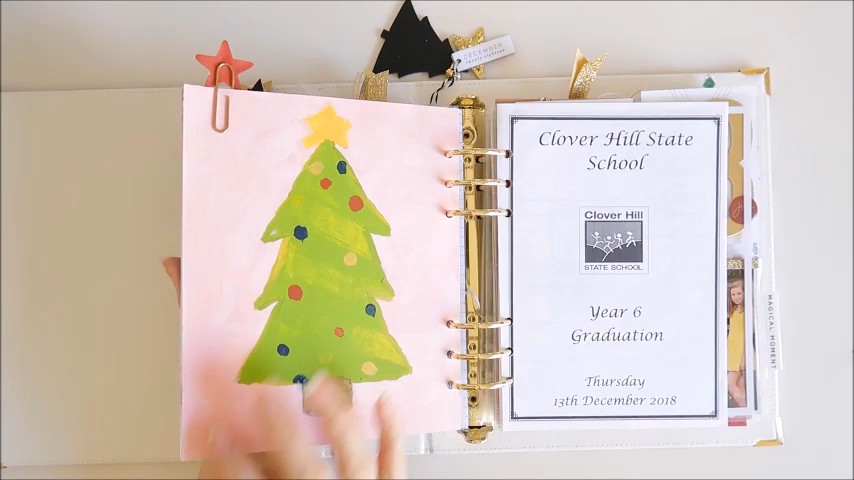 DECEMBER
Clover Hill State
School
Clover Hill
STATE SCHOOL
Year 6
Graduation
Thursday
13th December 2018
MAGICAL MOMENT